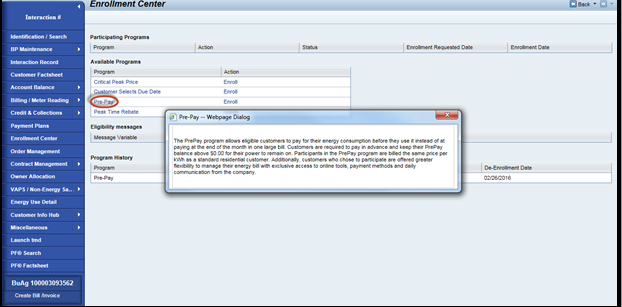 Enrollment Center
Back
Interaction #
Identification / Search
BP Maintenance
Interaction Record
Customer Factsheet
Account Balance
Billing / Meter Reading
Credit & Collections
Payment Plans
Enrollment Center
Order Management
Contract Management
Owner Allocation
VAPS / Non-Energy Sa...
Energy Use Detail
Customer Info Hub
Miscellaneous
Launch tmd
PF® Search
PF® Factsheet
BuAg 100003093562
Create Bill /Invoice
Participating Programs
Program Action Status Enrollment Requested Date Enrollment Date
Available Programs
Program Action
Critical Peak Price Enroll
Customer Selects Due Date Enroll
Pre-Pay Enroll
Peak Time Rebate
Eligibility messages
Message Variable
Program History
Program De-Enrollment Date
Pre-Pay 02/26/2016
Pre-Pay -- Webpage Dialog
The PrePay program allows eligible customers to pay for their energy consumption before they use it instead of at
paying at the end of the month in one large bill. Customers are required to pay in advance and keep their PrePay
balance above $0.00 for their power to remain on. Participants in the PrePay program are billed the same price per
kWh as a standard residential customer. Additionally, customers who chose to participate are offered greater
flexibility to manage their energy bill with exclusive access to online tools, payment methods and daily
communication from the company.